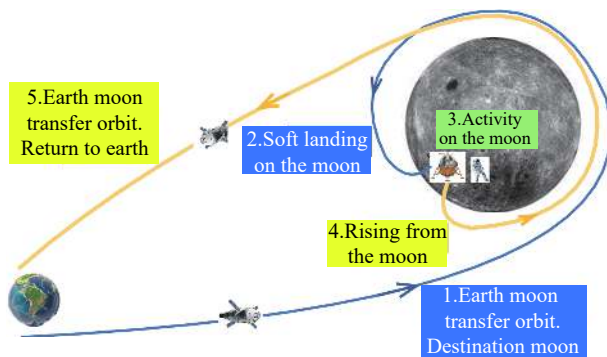 5.Earth moon
transfer orbit.
Return to earth
2.Soft landing
on the moon
3.Activity
on the moon
4.Rising from
the moon
1.Earth moon
transfer orbit.
Destination moon